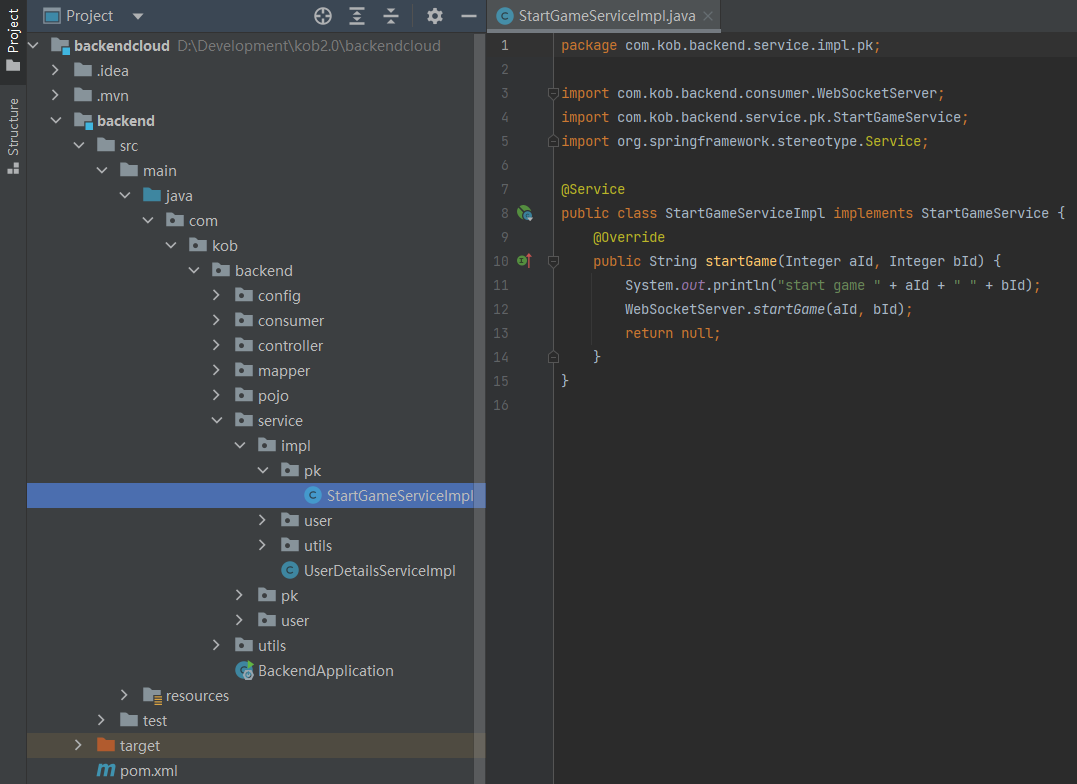 Project
Structure
Project
backendcloud D:\Development\kob2.0\backendcloud
.idea
.mvn
backend
src
main
java
com
kob
backend
config
consumer
controller
mapper
pojo
service
impl
pk
StartGameServiceImpl
user
utils
UserDetailsServiceImpl
pk
user
utils
BackendApplication
resources
test
target
pom.xml
StartGameServiceImpl.java
1 package com.kob.backend.service.impl.pk;
2
3 import com.kob.backend.consumer.WebSocketServer;
4 import com.kob.backend.service.pk.StartGameService;
5 import org.springframework.stereotype.Service;
6
7 @Service
8 public class StartGameServiceImpl implements StartGameService {
9 @Override
10 public String startGame(Integer aId, Integer bId) {
11 System.out.println("start game " + aId + " " + bId);
12 WebSocketServer.startGame(aId, bId);
13 return null;
14 }
15 }
16